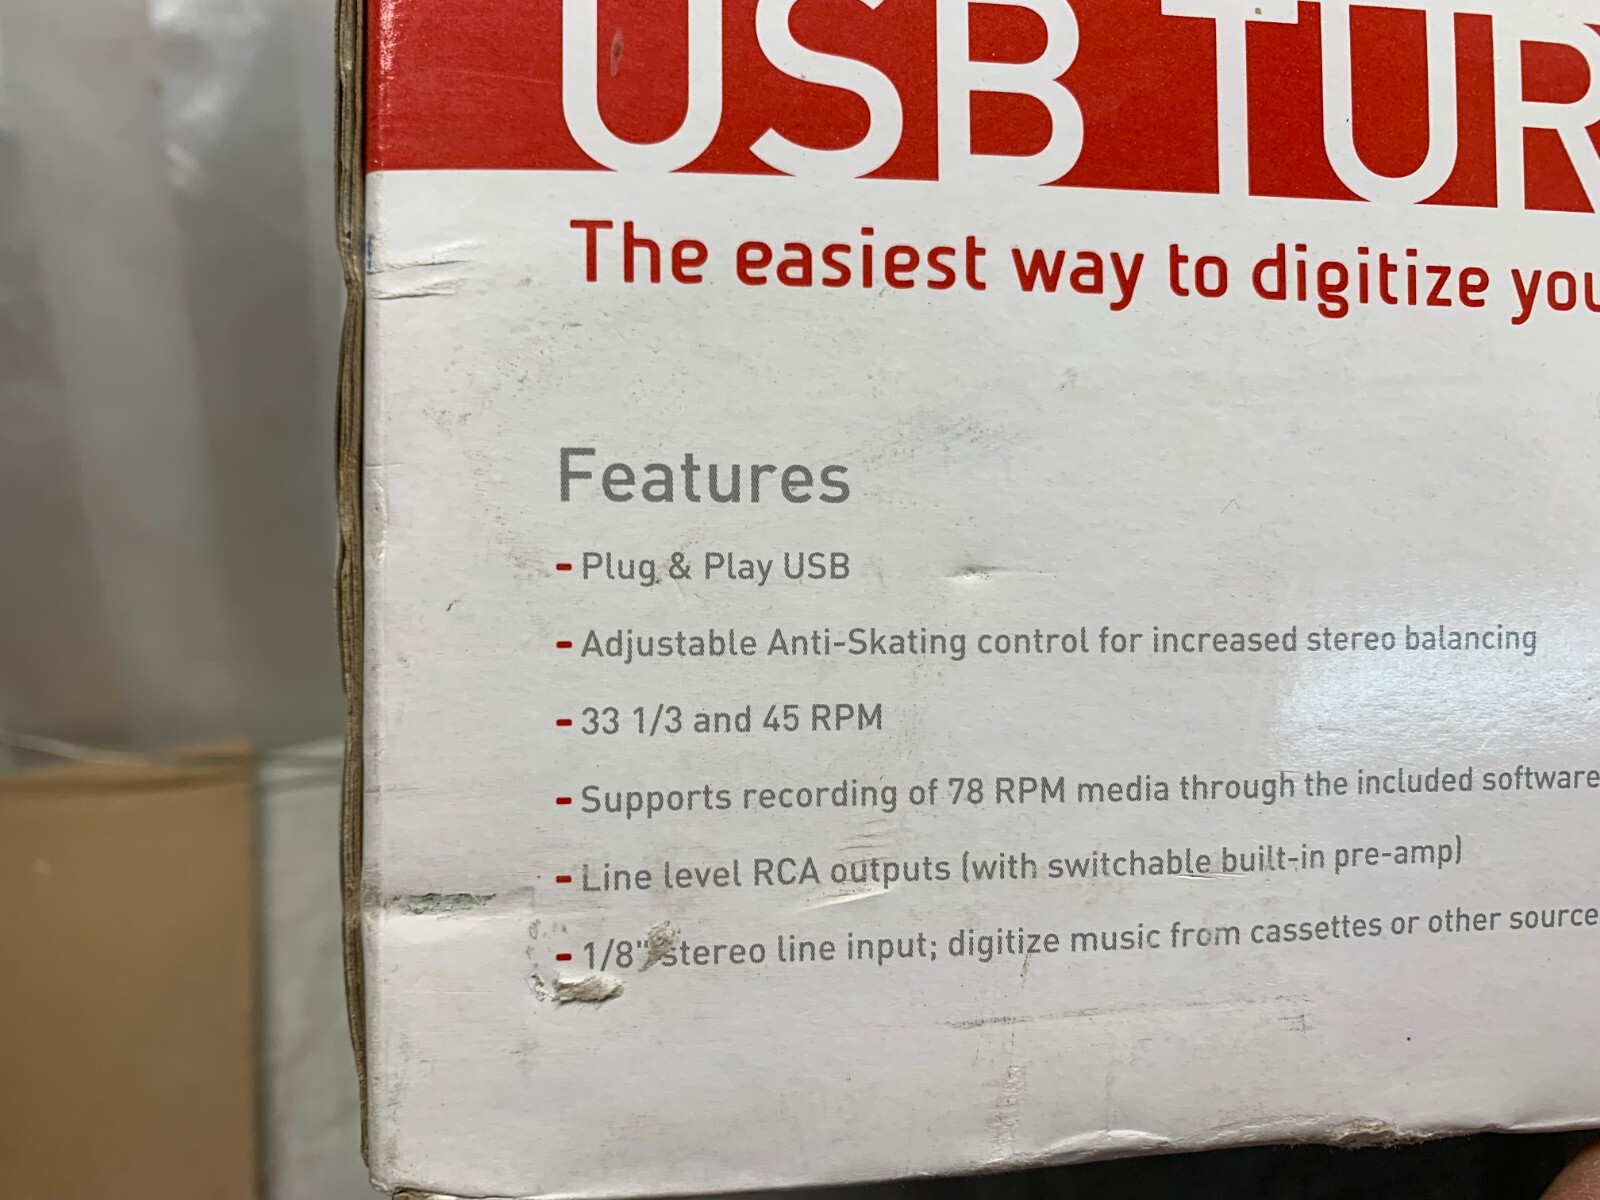 USB TUR
The easiest way to digitize you
Features
- Plug & Play USB
- Adjustable Anti-Skating control for increased stereo balancing
- 33 1/3 and 45 RPM
- Supports recording of 78 RPM media through the included software
- Line level RCA outputs (with switchable built-in pre-amp)
- 1/8" stereo line input; digitize music from cassettes or other source